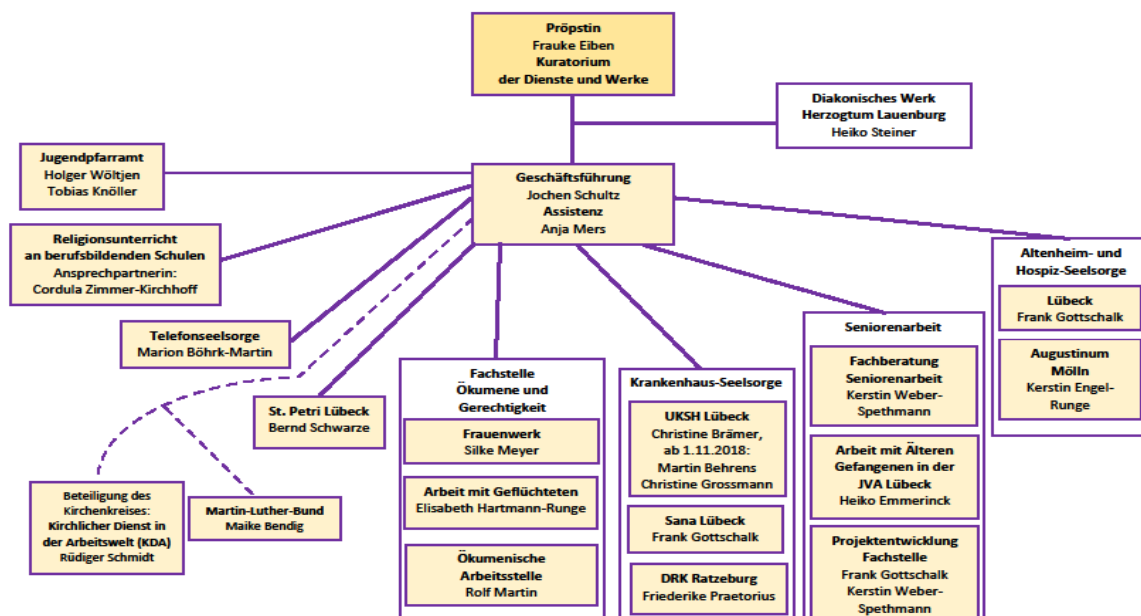 Pröpstin
Frauke Eiben
Kuratorium
der Dienste und Werke
Diakonisches Werk
Herzogtum Lauenburg
Heiko Steiner
Jugendpfarramt
Holger Wöltjen
Tobias Knöller
Geschäftsführung
Jochen Schultz
Assistenz
Anja Mers
Religionsunterricht
an berufsbildenden Schulen
Ansprechpartnerin:
Cordula Zimmer-Kirchhoff
Telefonseelsorge
Marion Böhrk-Martin
St. Petri Lübeck
Bernd Schwarze
Beteiligung des
Kirchenkreises:
Kirchlicher Dienst in
der Arbeitswelt (KDA)
Rüdiger Schmidt
Martin-Luther-Bund
Maike Bendig
Fachstelle
Ökumene und
Gerechtigkeit
Frauenwerk
Silke Meyer
Arbeit mit Geflüchteten
Elisabeth Hartmann-Runge
Ökumenische
Arbeitsstelle
Rolf Martin
Krankenhaus-Seelsorge
UKSH Lübeck
Christine Brämer,
ab 1.11.2018:
Martin Behrens
Christine Grossmann
Sana Lübeck
Frank Gottschalk
DRK Ratzeburg
Friederike Praetorius
Seniorenarbeit
Fachberatung
Seniorenarbeit
Kerstin Weber-
Spethmann
Arbeit mit Älteren
Gefangenen in der
JVA Lübeck
Heiko Emmerinck
Projektentwicklung
Fachstelle
Frank Gottschalk
Kerstin Weber-
Spethmann
Altenheim- und
Hospiz-Seelsorge
Lübeck
Frank Gottschalk
Augustinum
Mölln
Kerstin Engel-
Runge